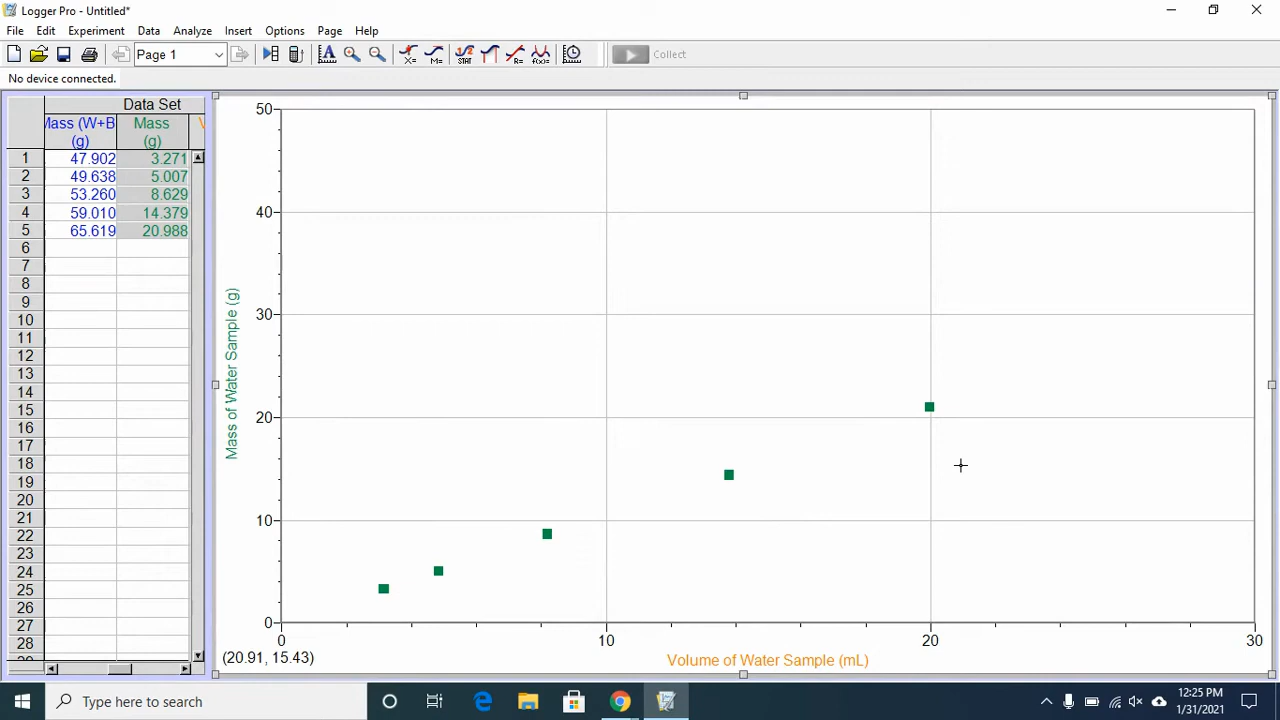 Logger Pro - Untitled*
File Edit Experiment Data Analyze Insert Options Page Help
Page 1
Collect
No device connected.
Data Set
Mass (W+B Mass
(g) (g)
1 47.902 3.271
2 49.638 5.007
3 53.260 8.629
4 59.010 14.379
5 65.619 20.988
6
7
8
9
10
11
12
13
14
15
16
17
18
19
20
21
22
23
24
25
26
27
28
50
40
30
20
10
0
Mass of Water Sample (g)
0 10 20 30
(20.91, 15.43)
Volume of Water Sample (mL)
Type here to search
12:25 PM
1/31/2021